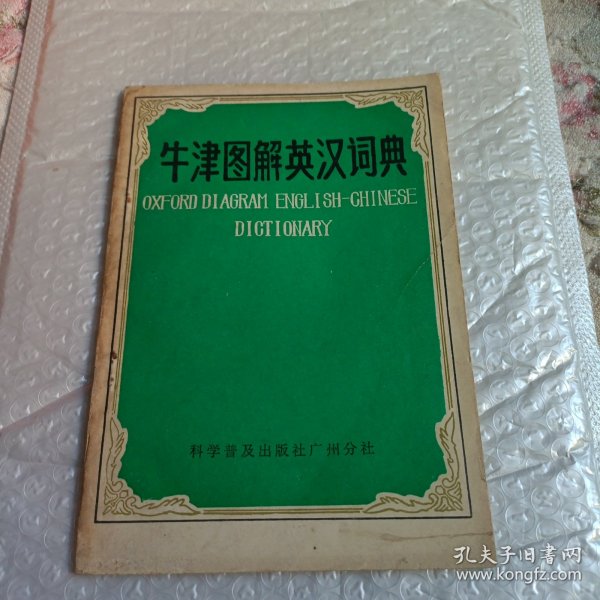 牛津图解英汉词典
OXFORD DIAGRAM ENGLISH-CHINESE
DICTIONARY
科学普及出版社广州分社
孔夫子旧書网
www.kongfz.com